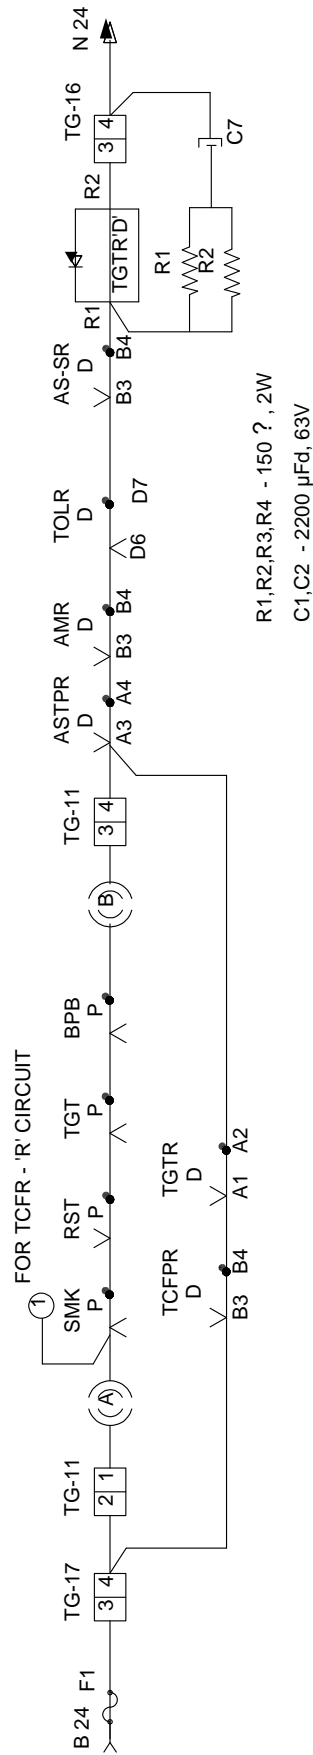 B 24
F1
TG-17
3 4
TG-11
2 1
A
1
FOR TCFR - 'R' CIRCUIT
SMK
P
RST
P
TGT
P
BPB
P
B
TG-11
3 4
TCFPR
D
B3 B4
TGTR
D
A1 A2
ASTPR
D
A3 A4
AMR
D
B3 B4
TOLR
D
D6 D7
AS-SR
D
B3 B4
R1
TGTR'D'
R2
TG-16
3 4
N 24
R1
R2
C7
R1,R2,R3,R4 - 150 ? , 2W
C1,C2 - 2200 µFd, 63V